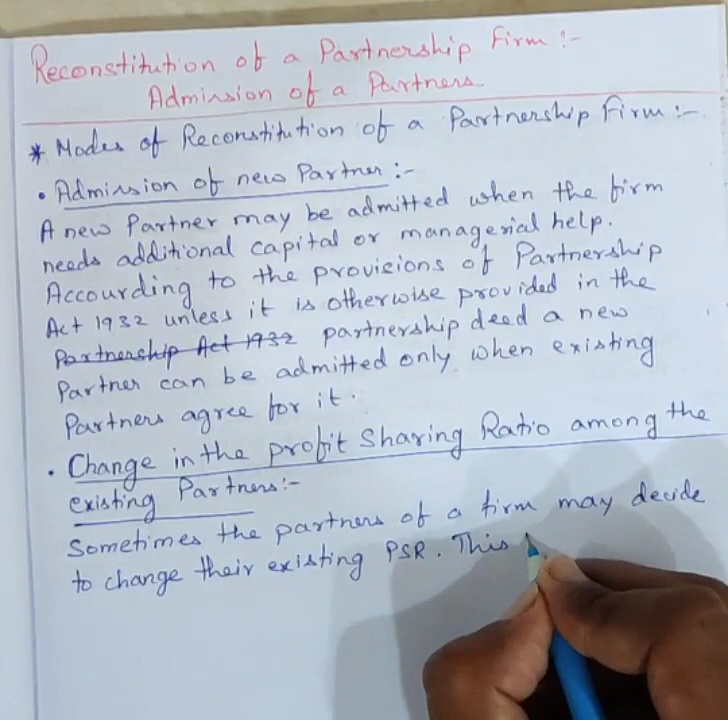 Reconstitution of a Partnership Firm :-
Admission of a Partners
* Modes of Reconstitution of a Partnership Firm :-
• Admission of new Partner :-
A new Partner may be admitted when the firm
needs additional capital or managerial help.
Accourding to the provisions of Partnership
Act 1932 unless it is otherwise provided in the
Partnership Act 1932 partnership deed a new
Partner can be admitted only when existing
Partners agree for it.
• Change in the profit Sharing Ratio among the
existing Partners:-
Sometimes the partners of a firm may decide
to change their existing PSR. This